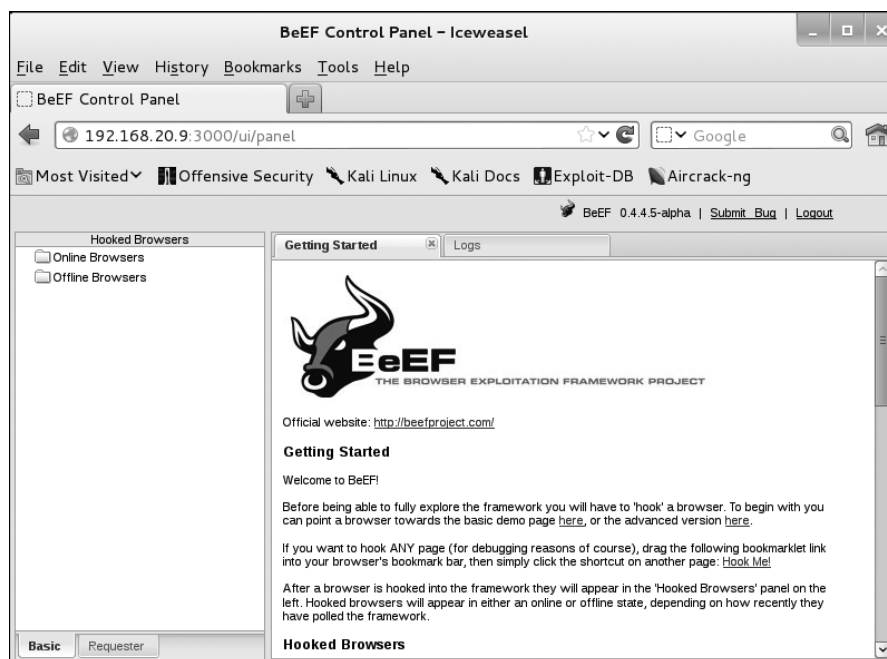 BeEF Control Panel – Iceweasel
File Edit View History Bookmarks Tools Help
BeEF Control Panel
192.168.20.9:3000/ui/panel
Google
Most Visited Offensive Security Kali Linux Kali Docs Exploit-DB Aircrack-ng
BeEF 0.4.4.5-alpha | Submit Bug | Logout
Hooked Browsers
Online Browsers
Offline Browsers
Getting Started Logs
BeEF
THE BROWSER EXPLOITATION FRAMEWORK PROJECT
Official website: http://beefproject.com/
Getting Started
Welcome to BeEF!
Before being able to fully explore the framework you will have to 'hook' a browser. To begin with you
can point a browser towards the basic demo page here, or the advanced version here.
If you want to hook ANY page (for debugging reasons of course), drag the following bookmarklet link
into your browser's bookmark bar, then simply click the shortcut on another page: Hook Me!
After a browser is hooked into the framework they will appear in the 'Hooked Browsers' panel on the
left. Hooked browsers will appear in either an online or offline state, depending on how recently they
have polled the framework.
Hooked Browsers
Basic Requester